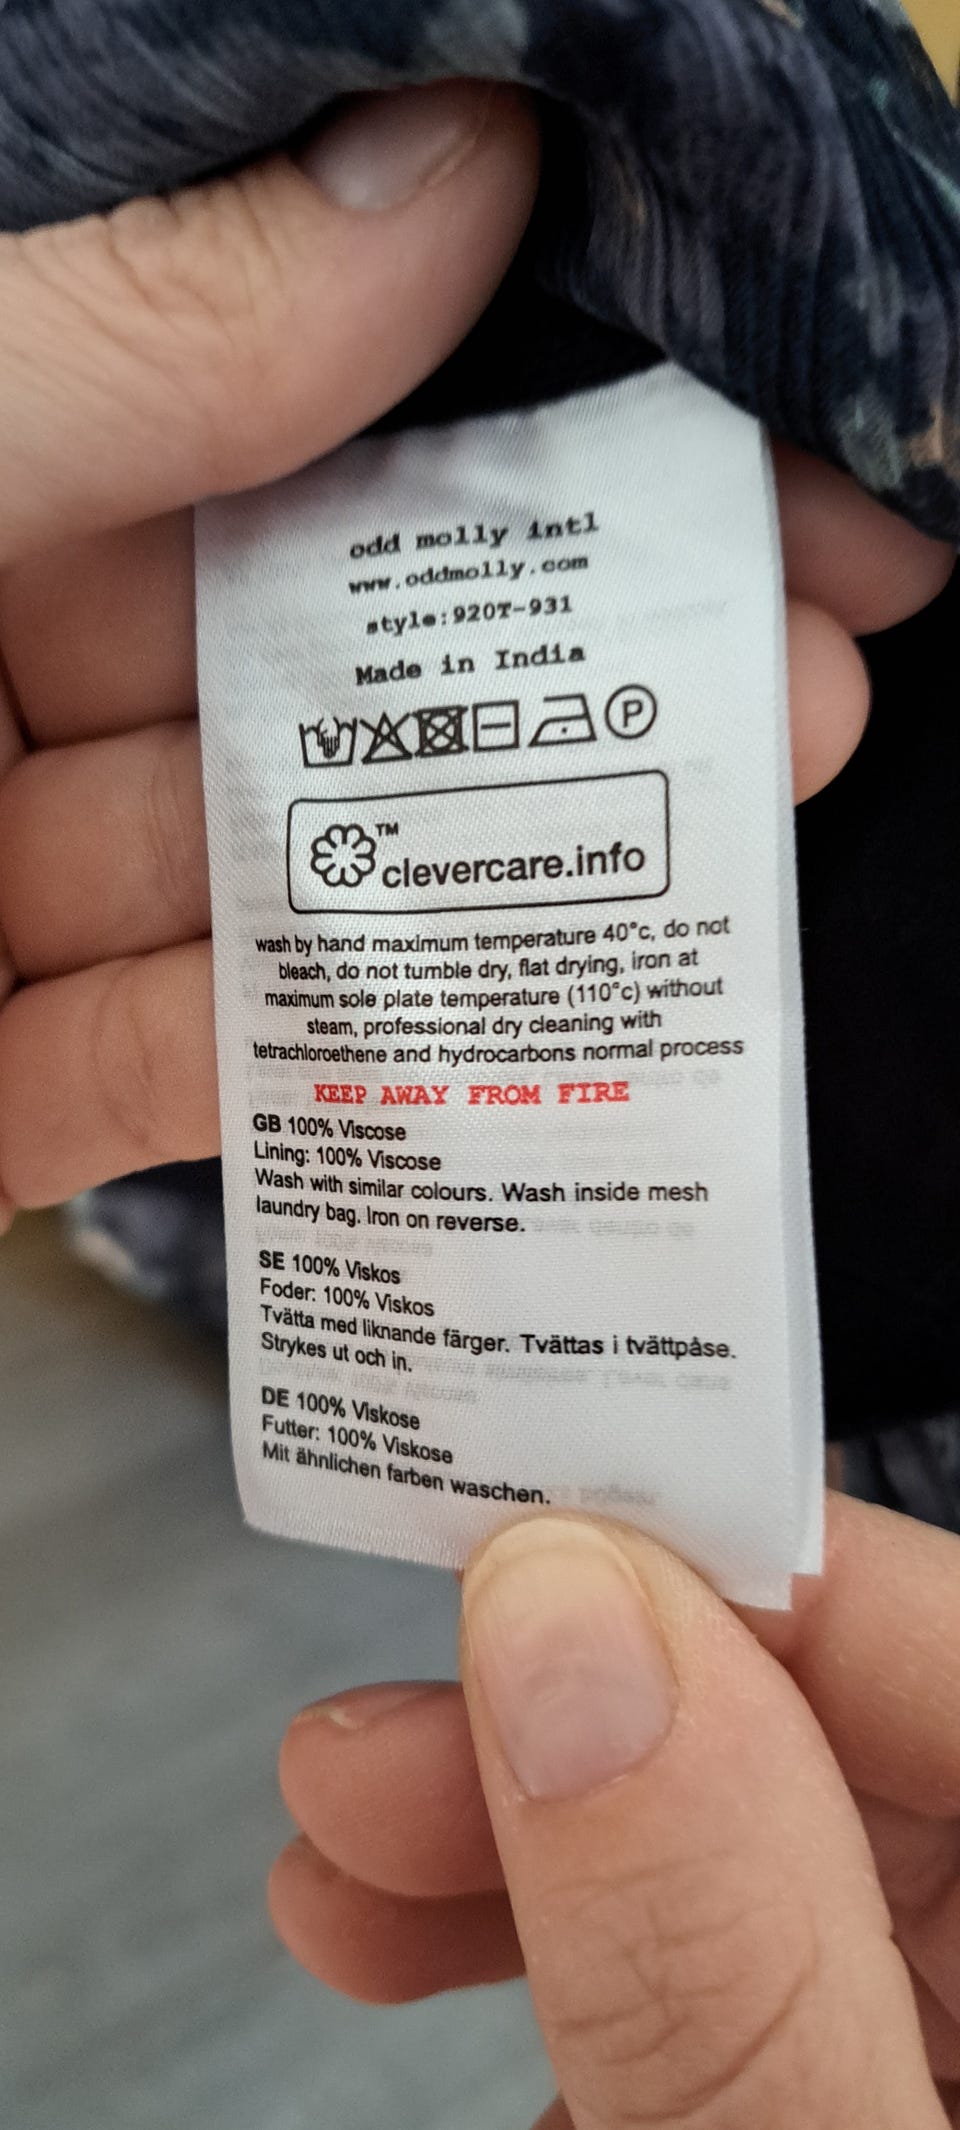 odd molly intl
www.oddmolly.com
style:920T-931
Made in India
P
TM
clevercare.info
wash by hand maximum temperature 40°c, do not
bleach, do not tumble dry, flat drying, iron at
maximum sole plate temperature (110°c) without
steam, professional dry cleaning with
tetrachloroethene and hydrocarbons normal process
KEEP AWAY FROM FIRE
GB 100% Viscose
Lining: 100% Viscose
Wash with similar colours. Wash inside mesh
laundry bag. Iron on reverse.
SE 100% Viskos
Foder: 100% Viskos
Tvätta med liknande färger. Tvättas i tvättpåse.
Strykes ut och in.
DE 100% Viskose
Futter: 100% Viskose
Mit ähnlichen farben waschen.